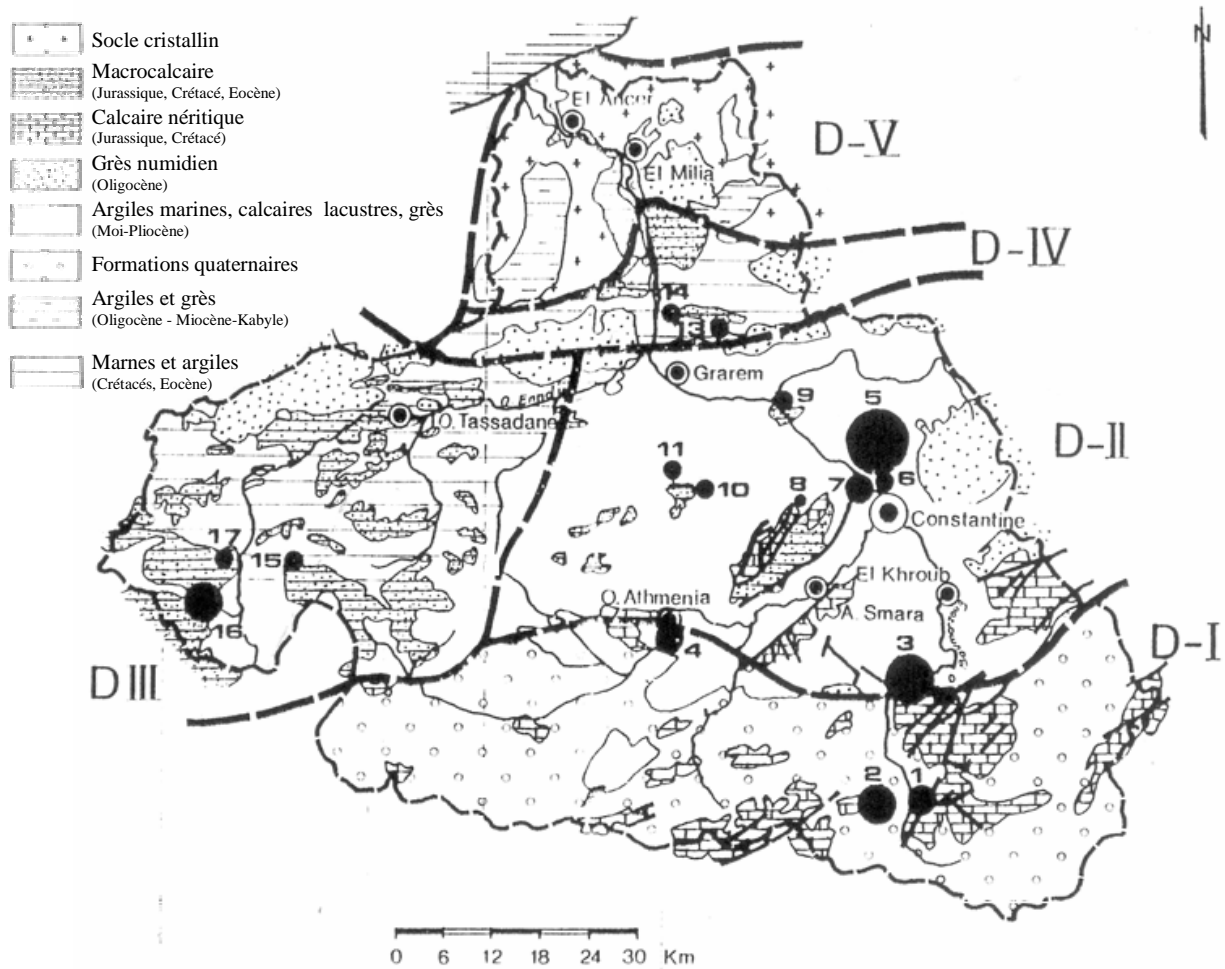 Socle cristallin
Macrocalcaire
(Jurassique, Crétacé, Eocène)
Calcaire néritique
(Jurassique, Crétacé)
Grès numidien
(Oligocène)
Argiles marines, calcaires lacustres, grès
(Moi-Pliocène)
Formations quaternaires
Argiles et grès
(Oligocène - Miocène-Kabyle)
Marnes et argiles
(Crétacés, Eocène)
N
El Ancer
D-V
El Milia
D-IV
14
13
Grarem
9
5
O. Tassadane
D-II
11
10
8
7
6
Constantine
17
15
El Khroub
O. Athmenia
A. Smara
16
4
3
D-I
D III
2
1
0 6 12 18 24 30 Km